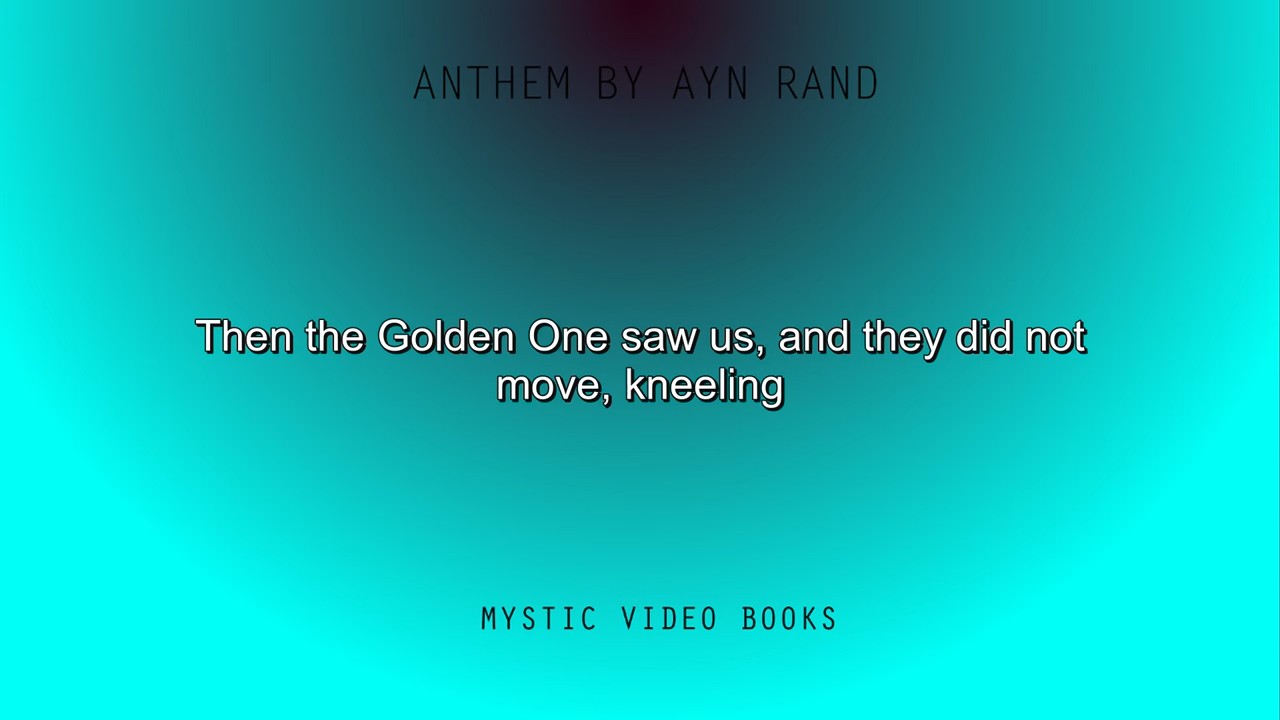 ANTHEM BY AYN RAND
Then the Golden One saw us, and they did not
move, kneeling
MYSTIC VIDEO BOOKS